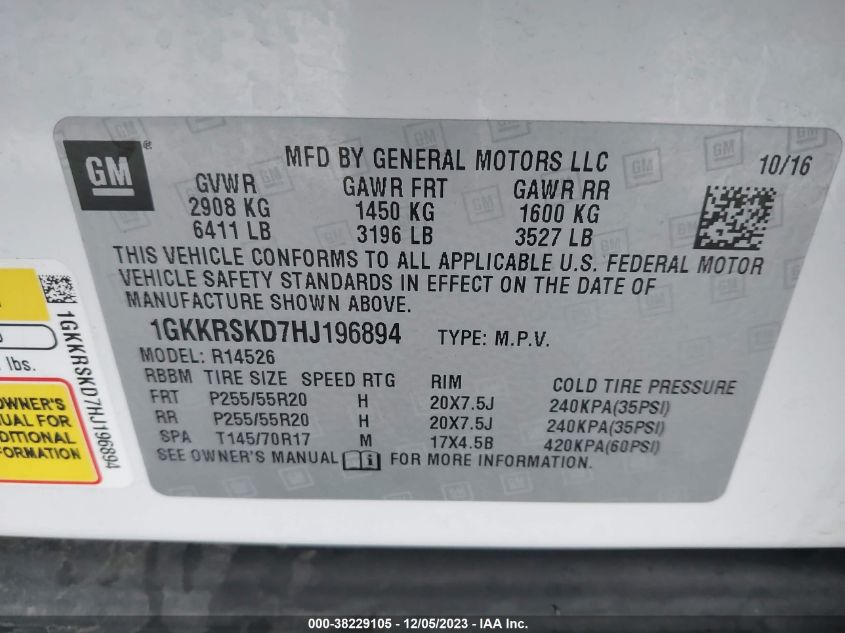 GM
MFD BY GENERAL MOTORS LLC
10/16
GVWR GAWR FRT GAWR RR
2908 KG 1450 KG 1600 KG
6411 LB 3196 LB 3527 LB
THIS VEHICLE CONFORMS TO ALL APPLICABLE U.S. FEDERAL MOTOR
VEHICLE SAFETY STANDARDS IN EFFECT ON THE DATE OF
MANUFACTURE SHOWN ABOVE.
1GKKRSKD7HJ196894 TYPE: M.P.V.
MODEL: R14526
RBBM TIRE SIZE SPEED RTG RIM COLD TIRE PRESSURE
FRT P255/55R20 H 20X7.5J 240KPA(35PSI)
RR P255/55R20 H 20X7.5J 240KPA(35PSI)
SPA T145/70R17 M 17X4.5B 420KPA(60PSI)
SEE OWNER'S MANUAL FOR MORE INFORMATION.
1GKKRSKD7HJ196894
lbs.
OWNER'S
FOR
000-38229105 - 12/05/2023 - IAA Inc.